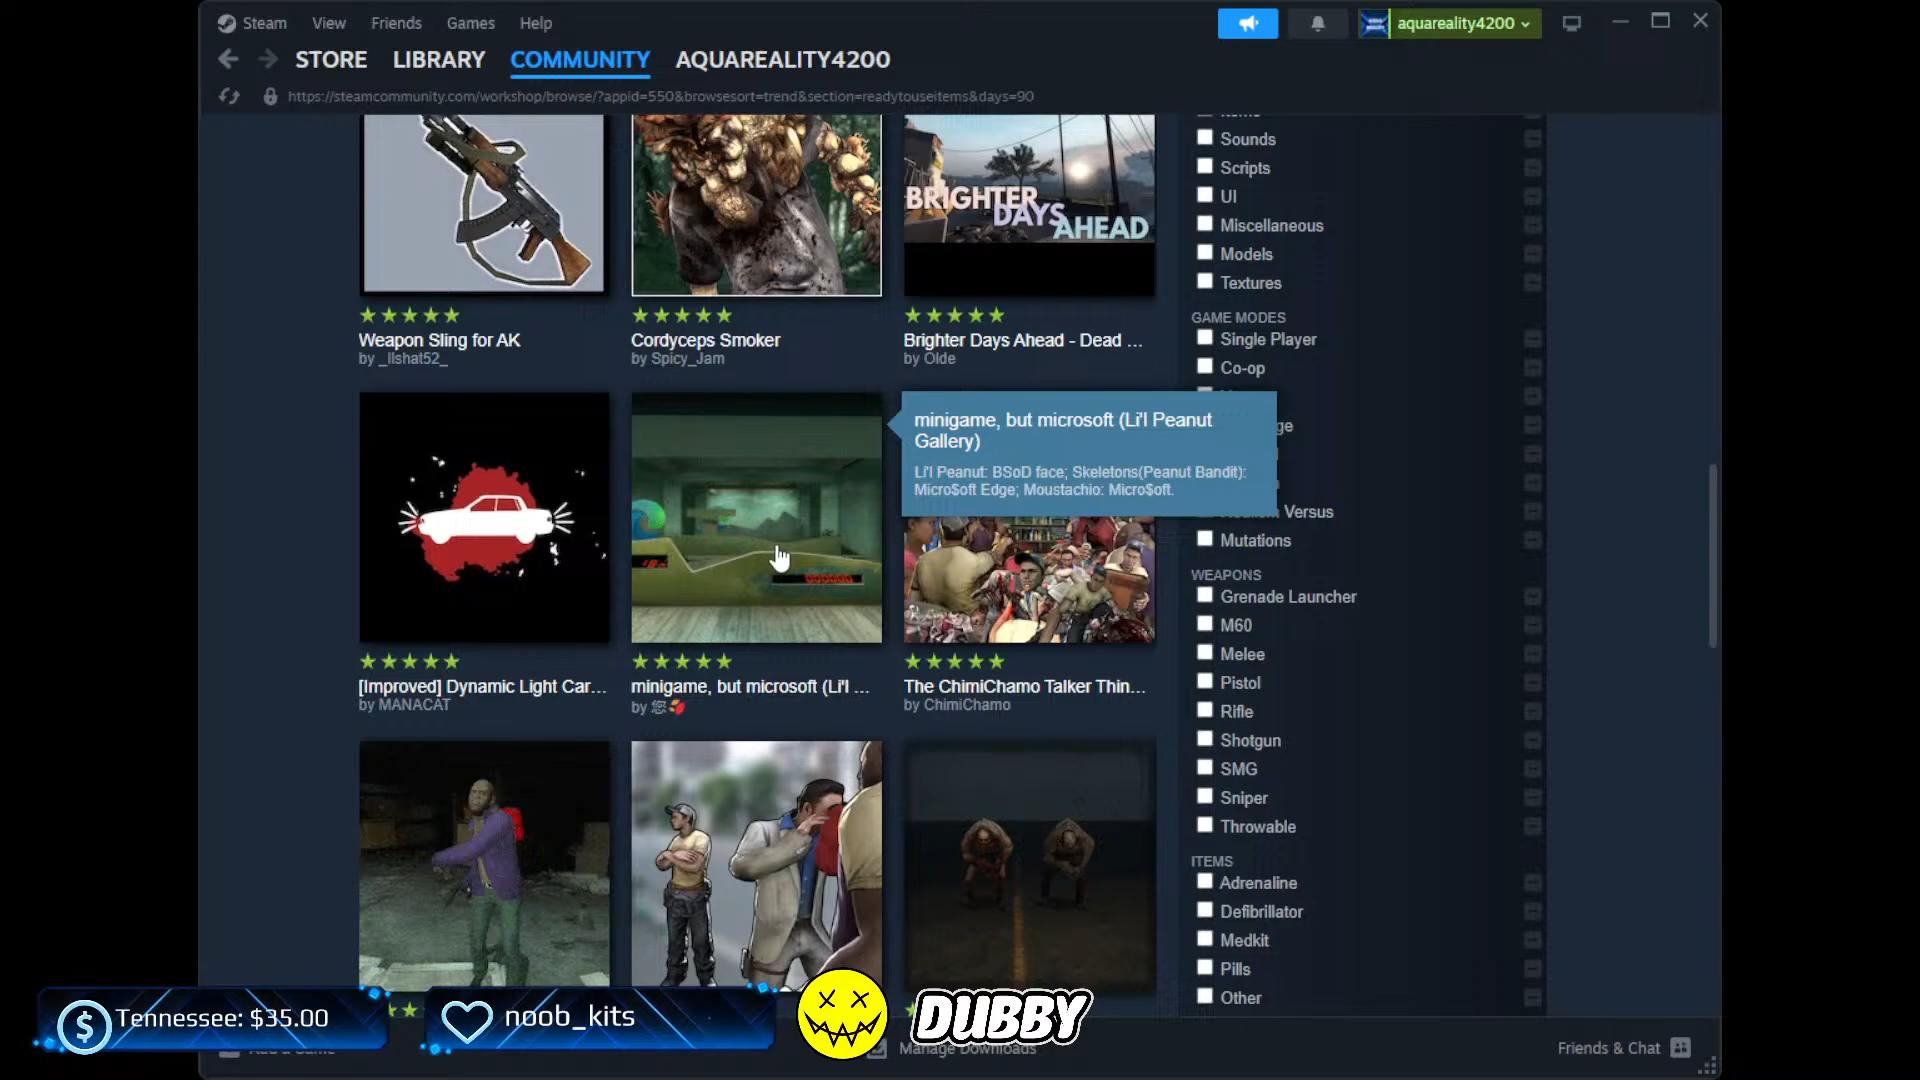 Steam View Friends Games Help
aquareality4200
STORE LIBRARY COMMUNITY AQUAREALITY4200
https://steamcommunity.com/workshop/browse/?appid=550&browsesort=trend&section=readytouseitems&days=90
BRIGHTER
DAYS
AHEAD
Weapon Sling for AK
by _Ilshat52_
Cordyceps Smoker
by Spicy_Jam
Brighter Days Ahead - Dead ...
by Olde
minigame, but microsoft (Li'l Peanut
Gallery)
Li'l Peanut: BSoD face; Skeletons(Peanut Bandit):
Micro$oft Edge; Moustachio: Micro$oft.
[Improved] Dynamic Light Car...
by MANACAT
minigame, but microsoft (Li'l ...
by 您
The ChimiChamo Talker Thin...
by ChimiChamo
Sounds
Scripts
UI
Miscellaneous
Models
Textures
GAME MODES
Single Player
Co-op
Versus
Mutations
WEAPONS
Grenade Launcher
M60
Melee
Pistol
Rifle
Shotgun
SMG
Sniper
Throwable
ITEMS
Adrenaline
Defibrillator
Medkit
Pills
Other
Tennessee: $35.00
noob_kits
DUBBY
Add a Game
Manage Downloads
Friends & Chat